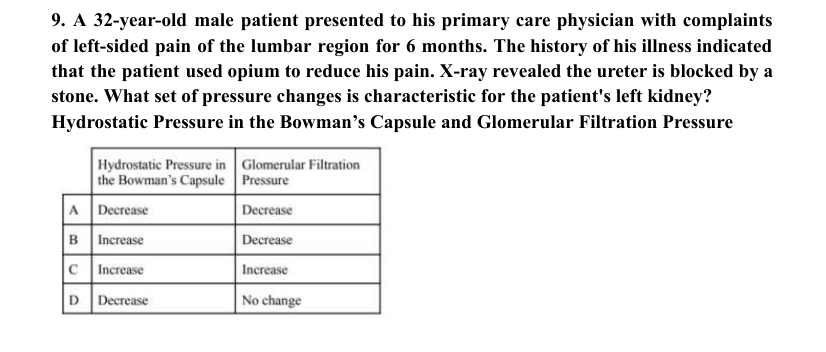 9. A 32-year-old male patient presented to his primary care physician with complaints
of left-sided pain of the lumbar region for 6 months. The history of his illness indicated
that the patient used opium to reduce his pain. X-ray revealed the ureter is blocked by a
stone. What set of pressure changes is characteristic for the patient's left kidney?
Hydrostatic Pressure in the Bowman’s Capsule and Glomerular Filtration Pressure
Hydrostatic Pressure in Glomerular Filtration
the Bowman’s Capsule Pressure
A Decrease Decrease
B Increase Decrease
C Increase Increase
D Decrease No change